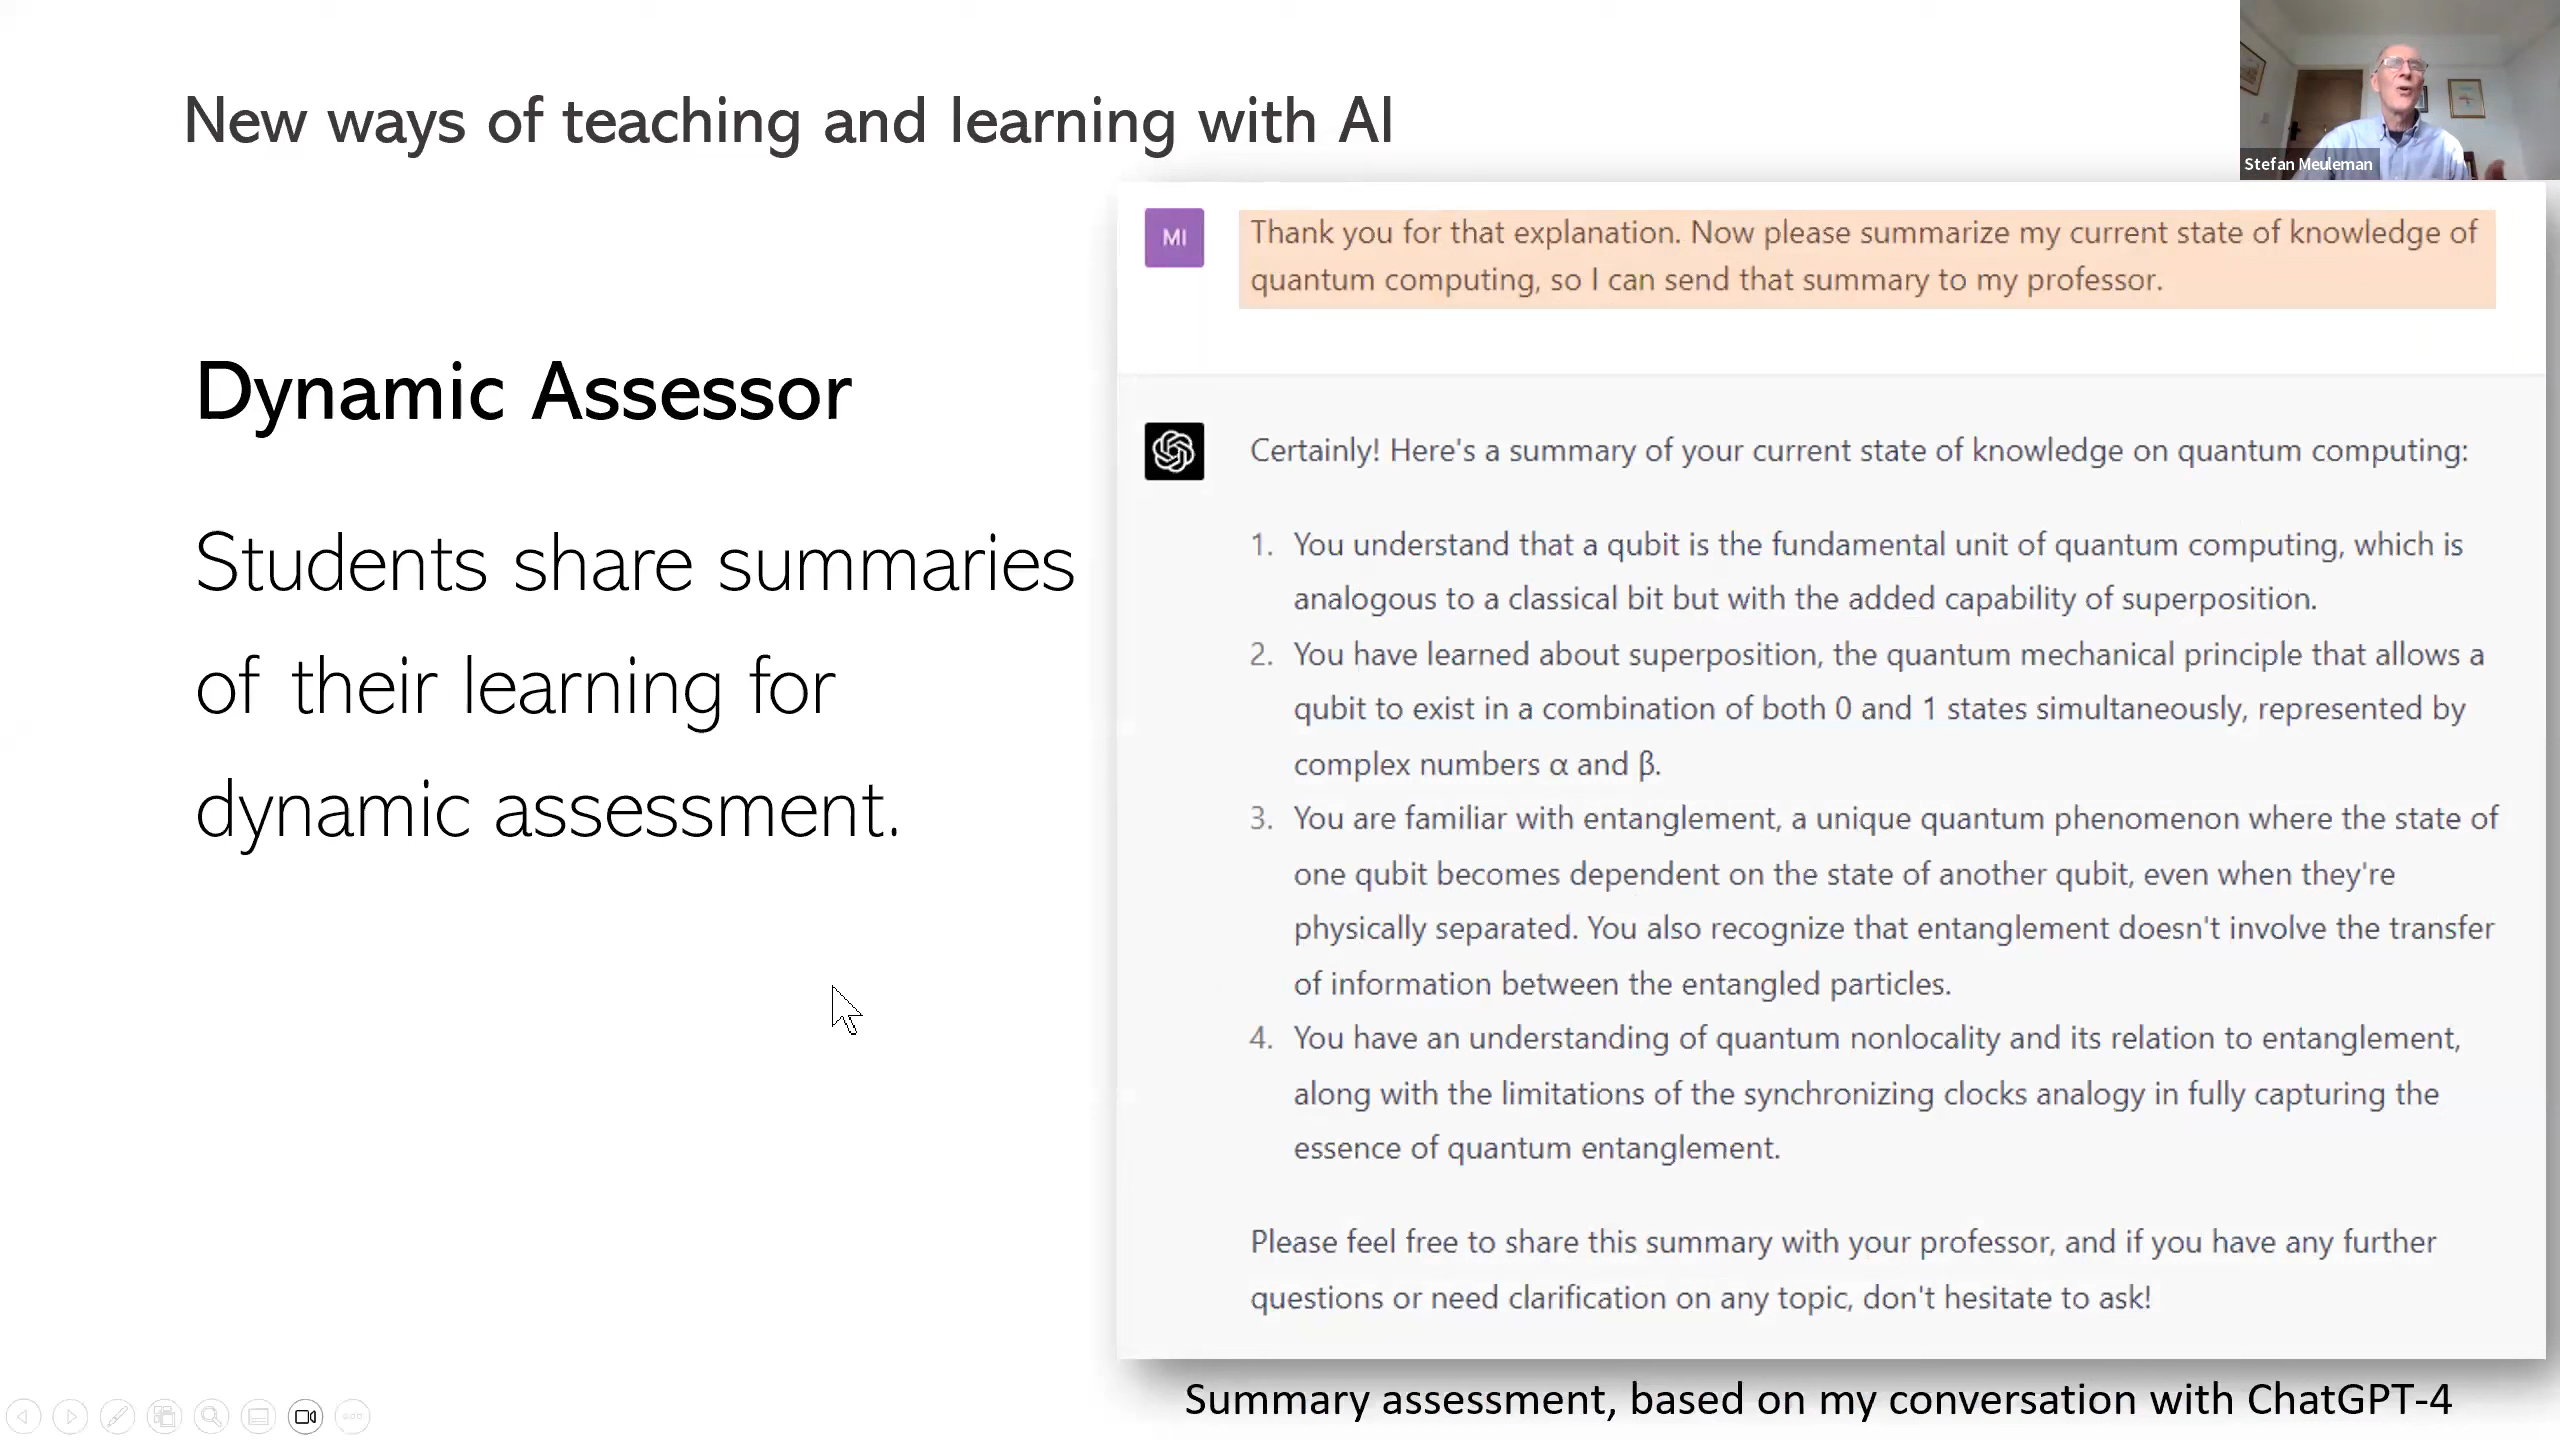 New ways of teaching and learning with AI
Stefan Meuleman
MI
Thank you for that explanation. Now please summarize my current state of knowledge of
quantum computing, so I can send that summary to my professor.
Dynamic Assessor
Students share summaries
of their learning for
dynamic assessment.
Certainly! Here's a summary of your current state of knowledge on quantum computing:
1. You understand that a qubit is the fundamental unit of quantum computing, which is
analogous to a classical bit but with the added capability of superposition.
2. You have learned about superposition, the quantum mechanical principle that allows a
qubit to exist in a combination of both 0 and 1 states simultaneously, represented by
complex numbers α and β.
3. You are familiar with entanglement, a unique quantum phenomenon where the state of
one qubit becomes dependent on the state of another qubit, even when they're
physically separated. You also recognize that entanglement doesn't involve the transfer
of information between the entangled particles.
4. You have an understanding of quantum nonlocality and its relation to entanglement,
along with the limitations of the synchronizing clocks analogy in fully capturing the
essence of quantum entanglement.
Please feel free to share this summary with your professor, and if you have any further
questions or need clarification on any topic, don't hesitate to ask!
Summary assessment, based on my conversation with ChatGPT-4